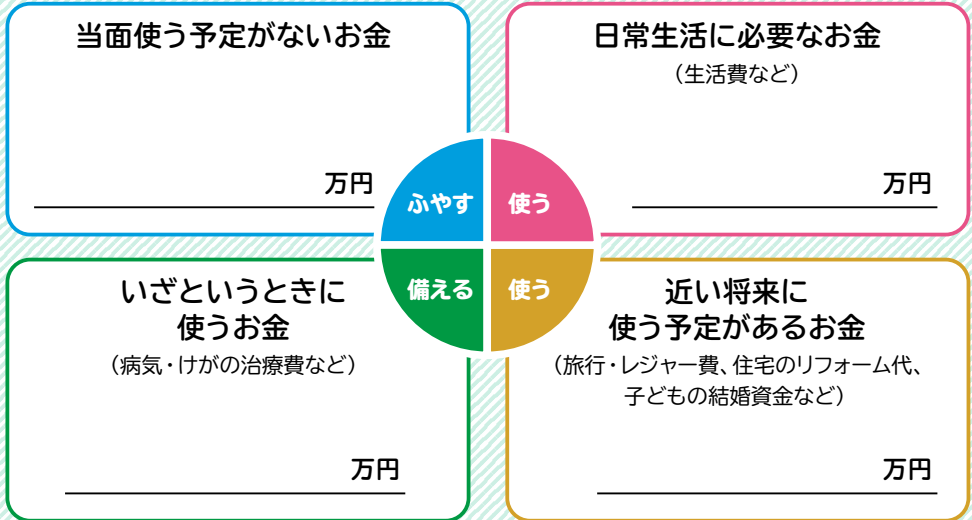 当面使う予定がないお金
万円
日常生活に必要なお金
（生活費など）
万円
ふやす
使う
備える
使う
いざというときに
使うお金
（病気・けがの治療費など）
万円
近い将来に
使う予定があるお金
（旅行・レジャー費、住宅のリフォーム代、
子どもの結婚資金など）
万円